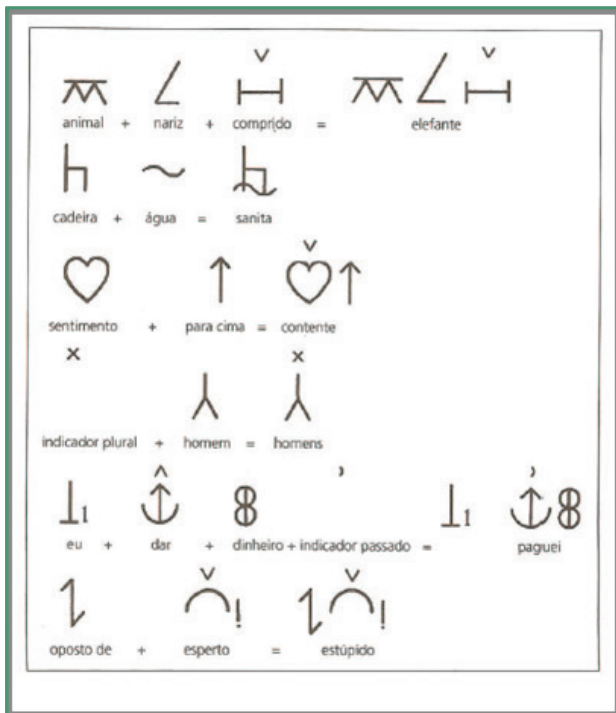 animal + nariz + comprido = elefante
cadeira + água = sanita
sentimento + para cima = contente
indicador plural + homem = homens
eu + dar + dinheiro + indicador passado = paguei
oposto de + esperto = estúpido